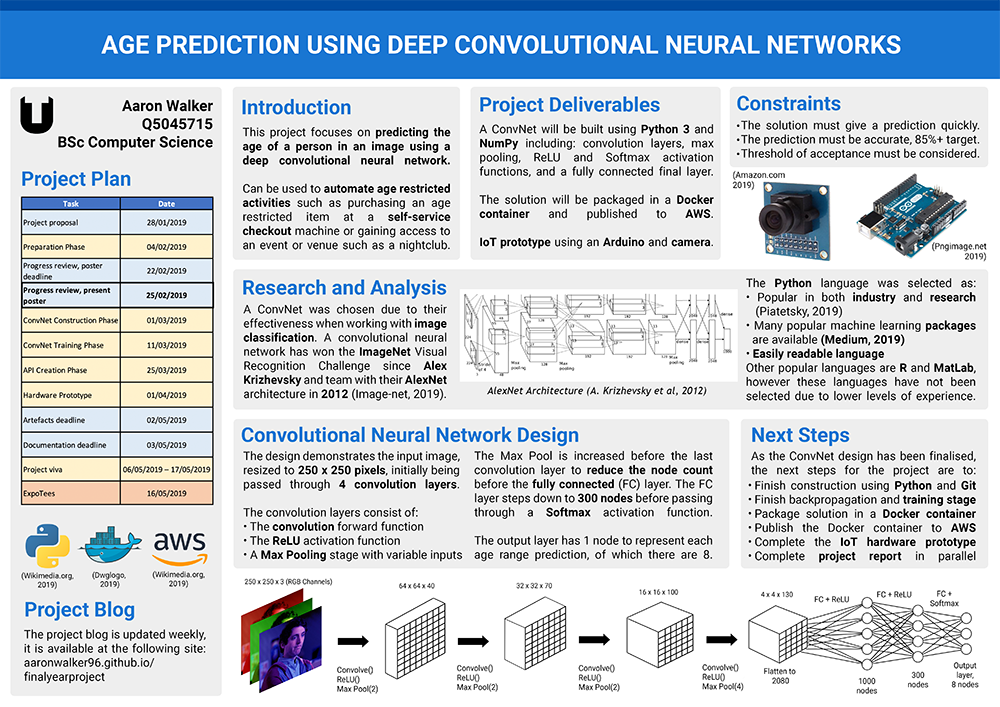 AGE PREDICTION USING DEEP CONVOLUTIONAL NEURAL NETWORKS
Aaron Walker
Q5045715
BSc Computer Science
Project Plan
Task Date
Project proposal 28/01/2019
Preparation Phase 04/02/2019
Progress review, poster
deadline 22/02/2019
Progress review, present
poster 25/02/2019
ConvNet Construction Phase 01/03/2019
ConvNet Training Phase 11/03/2019
API Creation Phase 25/03/2019
Hardware Prototype 01/04/2019
Artefacts deadline 02/05/2019
Documentation deadline 03/05/2019
Project viva 06/05/2019 – 17/05/2019
ExpoTees 16/05/2019
aws
(Wikimedia.org,
2019)
(Dwglogo,
2019)
(Wikimedia.org,
2019)
Project Blog
The project blog is updated weekly,
it is available at the following site:
aaronwalker96.github.io/
finalyearproject
Introduction
This project focuses on predicting the
age of a person in an image using a
deep convolutional neural network.
Can be used to automate age restricted
activities such as purchasing an age
restricted item at a self-service
checkout machine or gaining access to
an event or venue such as a nightclub.
Project Deliverables
A ConvNet will be built using Python 3 and
NumPy including: convolution layers, max
pooling, ReLU and Softmax activation
functions, and a fully connected final layer.
The solution will be packaged in a Docker
container and published to AWS.
IoT prototype using an Arduino and camera.
Constraints
•The solution must give a prediction quickly.
•The prediction must be accurate, 85%+ target.
•Threshold of acceptance must be considered.
(Amazon.com
2019)
(Pngimage.net
2019)
Research and Analysis
A ConvNet was chosen due to their
effectiveness when working with image
classification. A convolutional neural
network has won the ImageNet Visual
Recognition Challenge since Alex
Krizhevsky and team with their AlexNet
architecture in 2012 (Image-net, 2019).
AlexNet Architecture (A. Krizhevsky et al, 2012)
The Python language was selected as:
• Popular in both industry and research
(Piatetsky, 2019)
• Many popular machine learning packages
are available (Medium, 2019)
• Easily readable language
Other popular languages are R and MatLab,
however these languages have not been
selected due to lower levels of experience.
Convolutional Neural Network Design
The design demonstrates the input image,
resized to 250 x 250 pixels, initially being
passed through 4 convolution layers.
The convolution layers consist of:
• The convolution forward function
• The ReLU activation function
• A Max Pooling stage with variable inputs
The Max Pool is increased before the last
convolution layer to reduce the node count
before the fully connected (FC) layer. The FC
layer steps down to 300 nodes before passing
through a Softmax activation function.
The output layer has 1 node to represent each
age range prediction, of which there are 8.
Next Steps
As the ConvNet design has been finalised,
the next steps for the project are to:
• Finish construction using Python and Git
• Finish backpropagation and training stage
• Package solution in a Docker container
• Publish the Docker container to AWS
• Complete the IoT hardware prototype
• Complete project report in parallel
250 x 250 x 3 (RGB Channels)
Convolve()
ReLU()
Max Pool(2)
64 x 64 x 40
Convolve()
ReLU()
Max Pool(2)
32 x 32 x 70
Convolve()
ReLU()
Max Pool(2)
16 x 16 x 100
Convolve()
ReLU()
Max Pool(4)
4 x 4 x 130
Flatten to
2080
FC + ReLU
1000
nodes
FC + ReLU
300
nodes
FC +
Softmax
Output
layer,
8 nodes